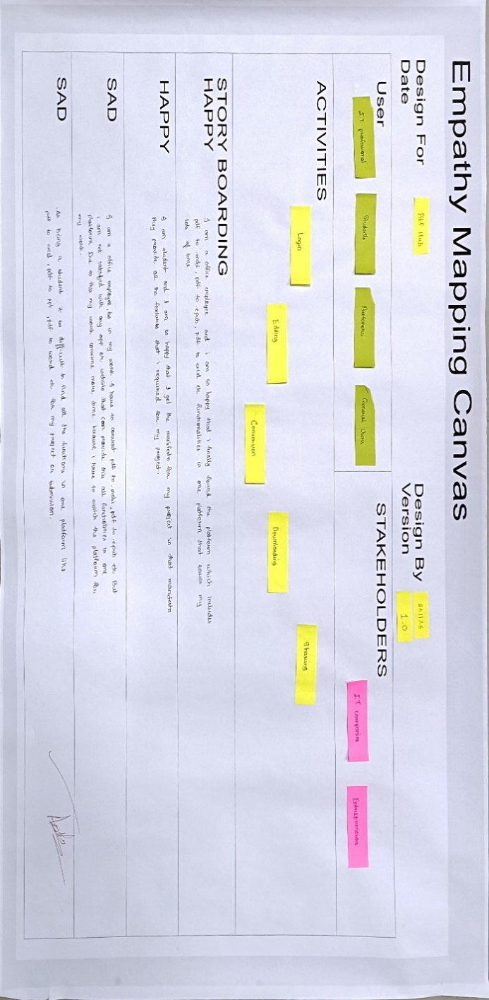 Empathy Mapping Canvas
Design For Pdf Hub
Date
Design By 261126
Version 1.0
User
IT professional
Students
Professors
General Users
STAKEHOLDERS
IT companies
ACTIVITIES
Login
Editing
Conversion
Downloading
Sharing
STORY BOARDING
HAPPY
I am a office employee and i am so happy that i finally found the platform which includes
pdf to mobi, pdf to epub, pdf to excel etc functionalities in one platform that saves my
lots of time
HAPPY
I am student and I am so happy that I get the manifesto for my project in that manifesto
they provide all the features that i required for my project.
SAD
I am a office employee, so in my work I have to convert pdf to mobi, pdf to epub etc But
i am not satisfied with any app or website that can provide this all functionalities in one
platform. Due to this my work consume more time because, i have to switch the platform for
my work.
SAD
As being a student it is difficult to find all the functions in one platform like
pdf to excel, pdf to ppt, pdf to word etc for my project or submission.